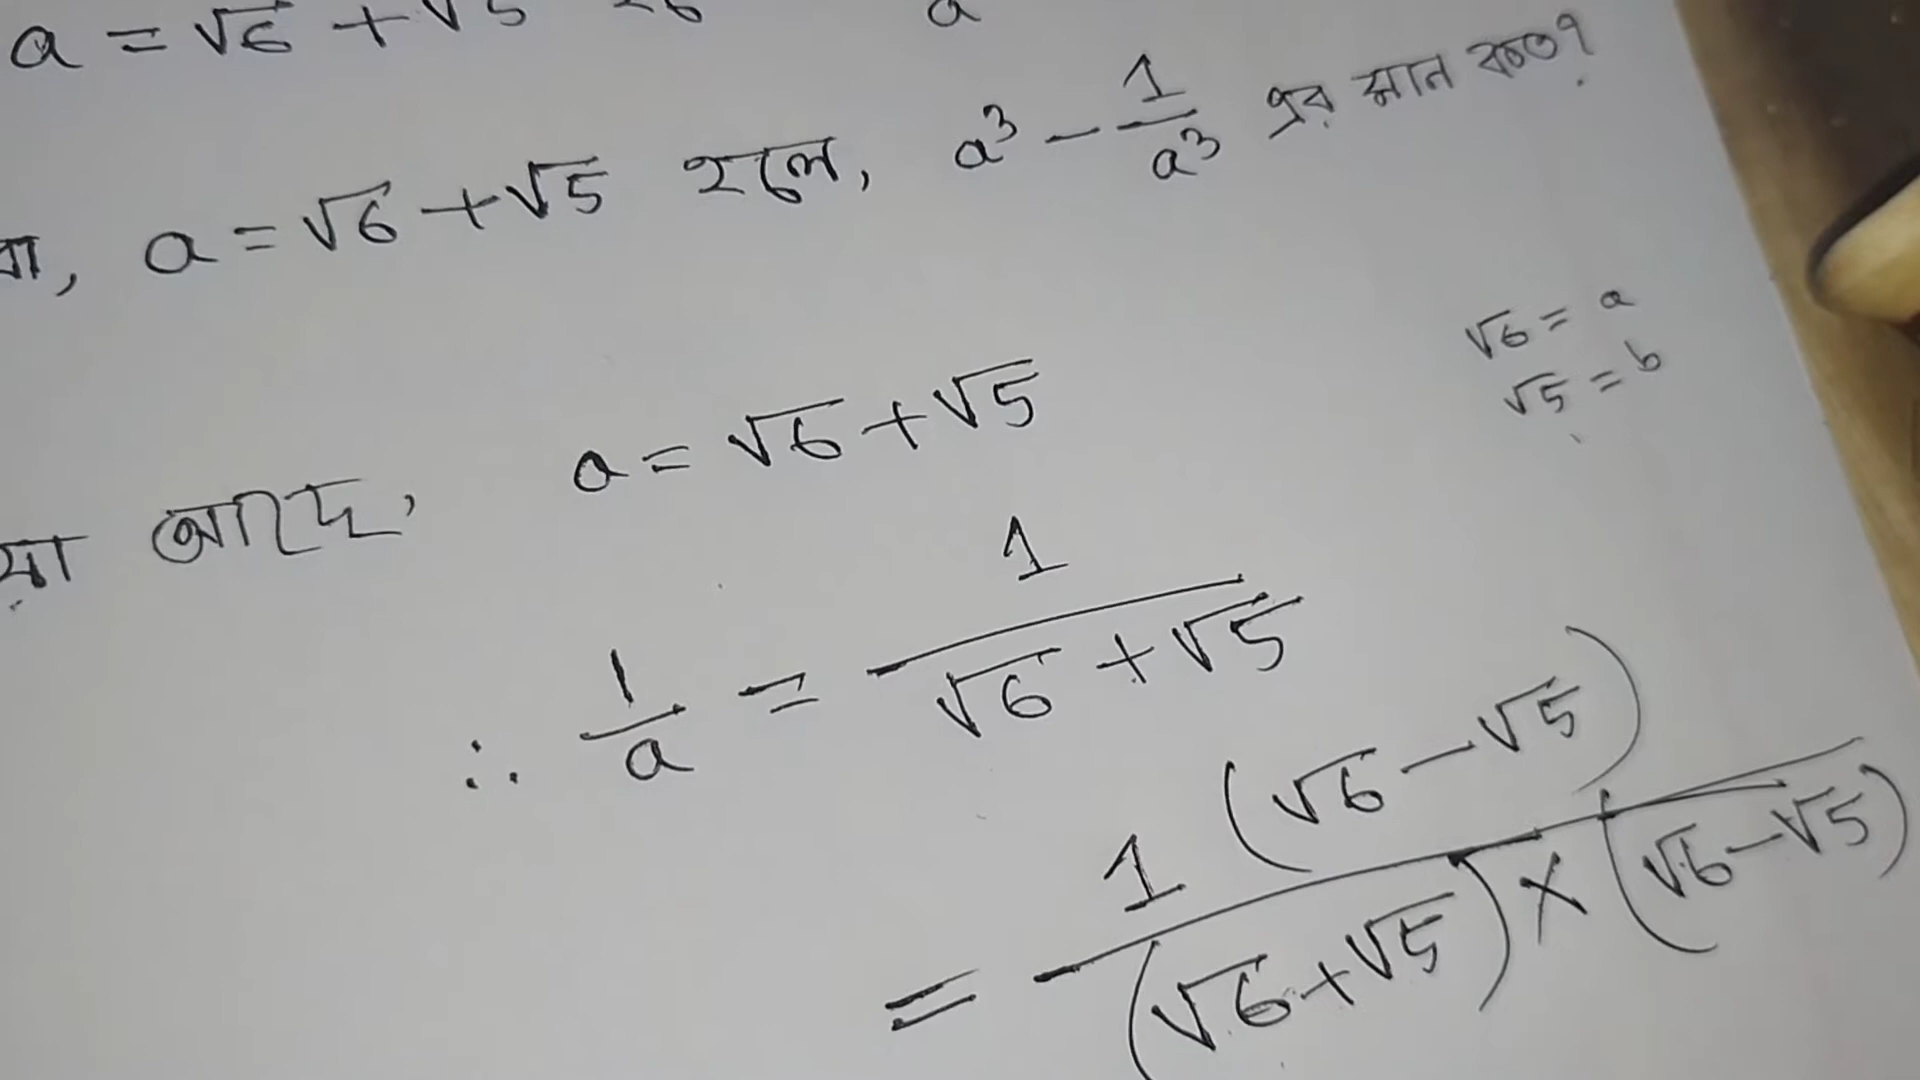 a = √6 + √5 a
বা, a = √6 + √5 হলে, a³ - 1/a³ এর মান কত?
√6 = a
√5 = b
য়া আছে, a = √6 + √5
∴ 1/a = 1/(√6 + √5)
= 1(√6 - √5)/(√6 + √5) × (√6 - √5)